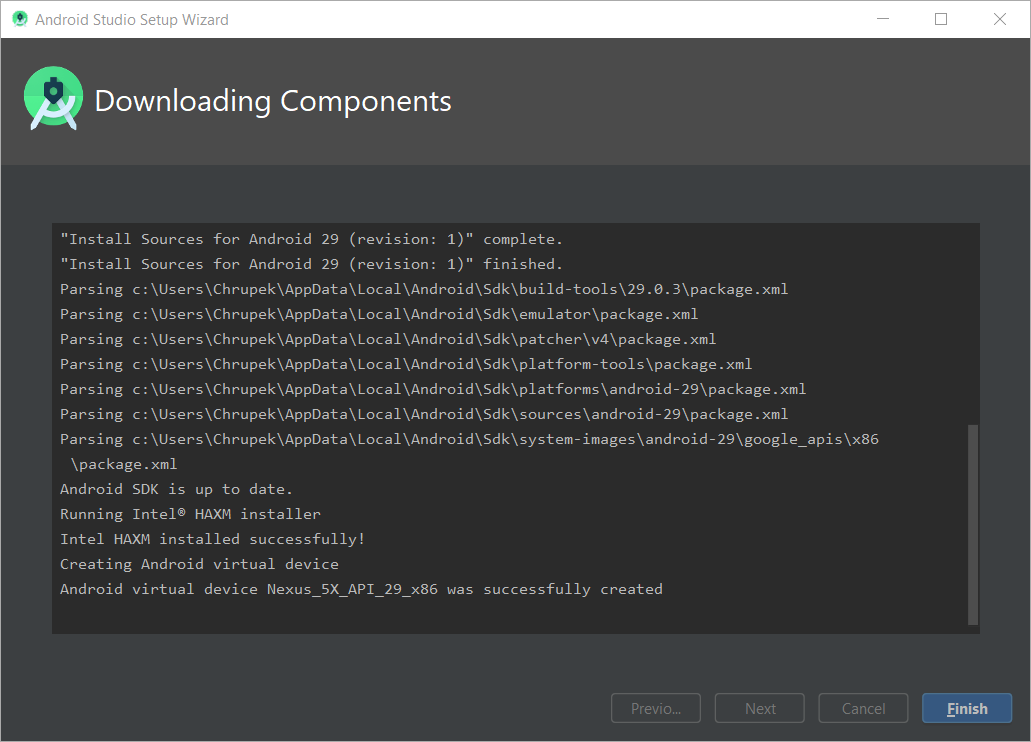 Android Studio Setup Wizard
Downloading Components
"Install Sources for Android 29 (revision: 1)" complete.
"Install Sources for Android 29 (revision: 1)" finished.
Parsing c:\Users\Chrupek\AppData\Local\Android\Sdk\build-tools\29.0.3\package.xml
Parsing c:\Users\Chrupek\AppData\Local\Android\Sdk\emulator\package.xml
Parsing c:\Users\Chrupek\AppData\Local\Android\Sdk\patcher\v4\package.xml
Parsing c:\Users\Chrupek\AppData\Local\Android\Sdk\platform-tools\package.xml
Parsing c:\Users\Chrupek\AppData\Local\Android\Sdk\platforms\android-29\package.xml
Parsing c:\Users\Chrupek\AppData\Local\Android\Sdk\sources\android-29\package.xml
Parsing c:\Users\Chrupek\AppData\Local\Android\Sdk\system-images\android-29\google_apis\x86
\package.xml
Android SDK is up to date.
Running Intel® HAXM installer
Intel HAXM installed successfully!
Creating Android virtual device
Android virtual device Nexus_5X_API_29_x86 was successfully created
Previo... Next Cancel Finish